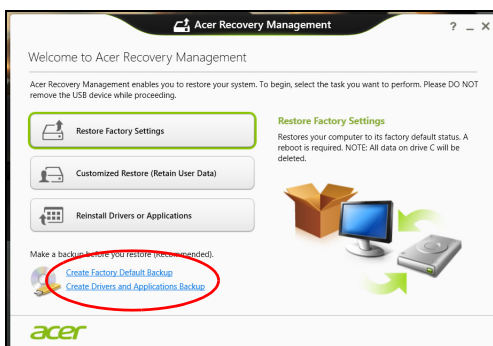 Acer Recovery Management
? _ X
Welcome to Acer Recovery Management
Acer Recovery Management enables you to restore your system. To begin, select the task you want to perform. Please DO NOT
remove the USB device while proceeding.
Restore Factory Settings
Customized Restore (Retain User Data)
Reinstall Drivers or Applications
Restore Factory Settings
Restores your computer to its factory default status. A
reboot is required. NOTE: All data on drive C will be
deleted.
Make a backup before you restore (Recommended).
Create Factory Default Backup
Create Drivers and Applications Backup
acer